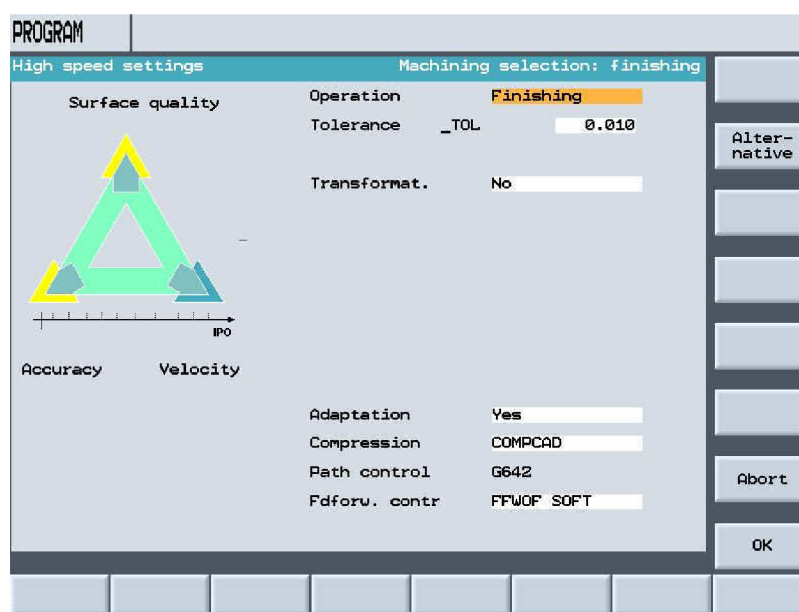 PROGRAM
High speed settings Machining selection: finishing
Surface quality
Operation Finishing
Tolerance _TOL 0.010
Alter-
native
Transformat. No
IPO
Accuracy Velocity
Adaptation Yes
Compression COMPCAD
Path control G642
Fdforw. contr FFWOF SOFT
Abort
OK